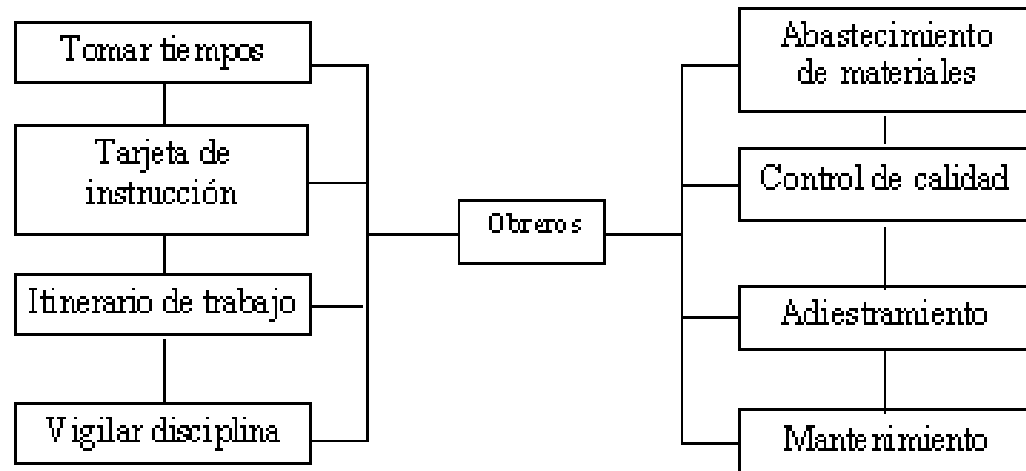 Tomar tiempos
Tarjeta de
instrucción
Itinerario de trabajo
Vigilar disciplina
Obreros
Abastecimiento
de materiales
Control de calidad
Adiestramiento
Mantenimiento